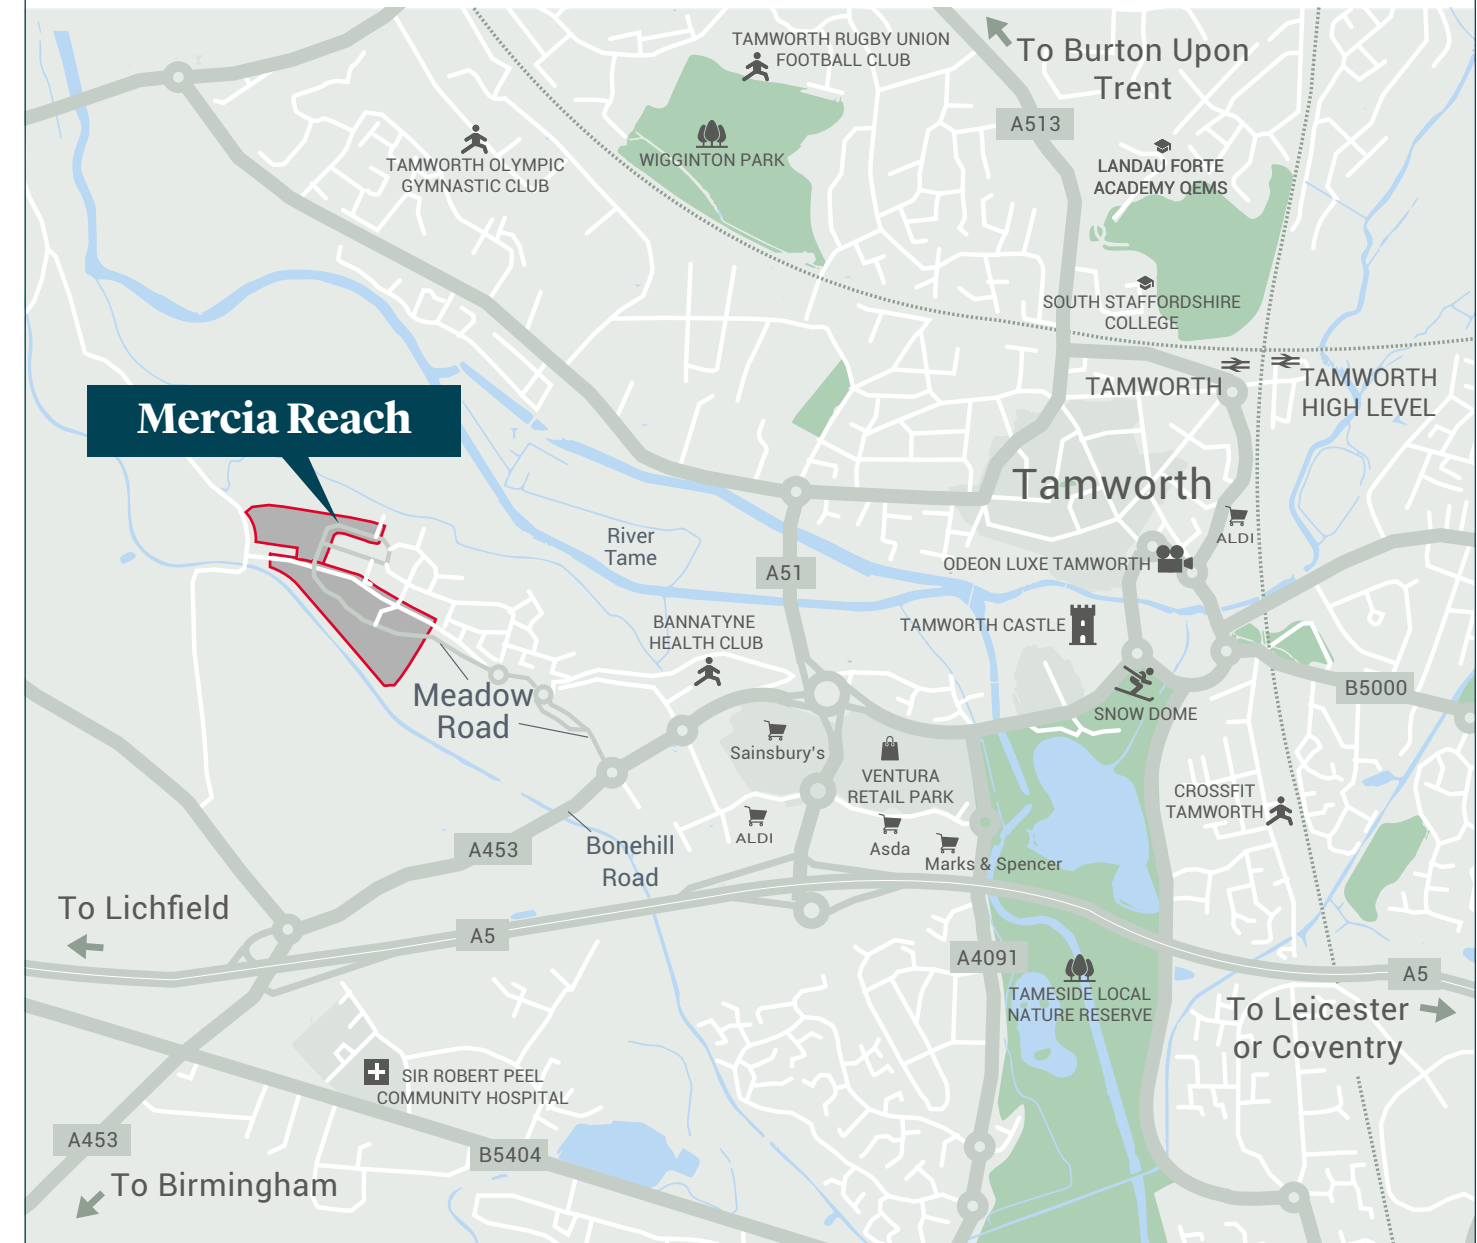 TAMWORTH RUGBY UNION
FOOTBALL CLUB
To Burton Upon
Trent
A513
TAMWORTH OLYMPIC
GYMNASTIC CLUB
WIGGINTON PARK
LANDAU FORTE
ACADEMY QEMS
SOUTH STAFFORDSHIRE
COLLEGE
TAMWORTH
TAMWORTH
HIGH LEVEL
Mercia Reach
Tamworth
ALDI
River
Tame
A51
ODEON LUXE TAMWORTH
BANNATYNE
HEALTH CLUB
TAMWORTH CASTLE
Meadow
Road
B5000
SNOW DOME
Sainsbury's
VENTURA
RETAIL PARK
CROSSFIT
TAMWORTH
ALDI
Asda
Marks & Spencer
A453
Bonehill
Road
To Lichfield
A5
A4091
A5
TAMESIDE LOCAL
NATURE RESERVE
To Leicester
or Coventry
SIR ROBERT PEEL
COMMUNITY HOSPITAL
A453
B5404
To Birmingham